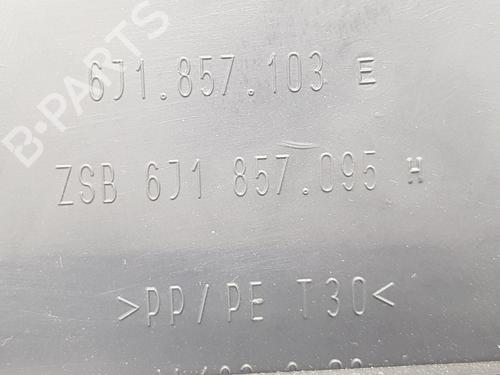 B-PARTS
6J1.857.103 E
ZSB 6J1 857.095 H
>PP/PE T30<